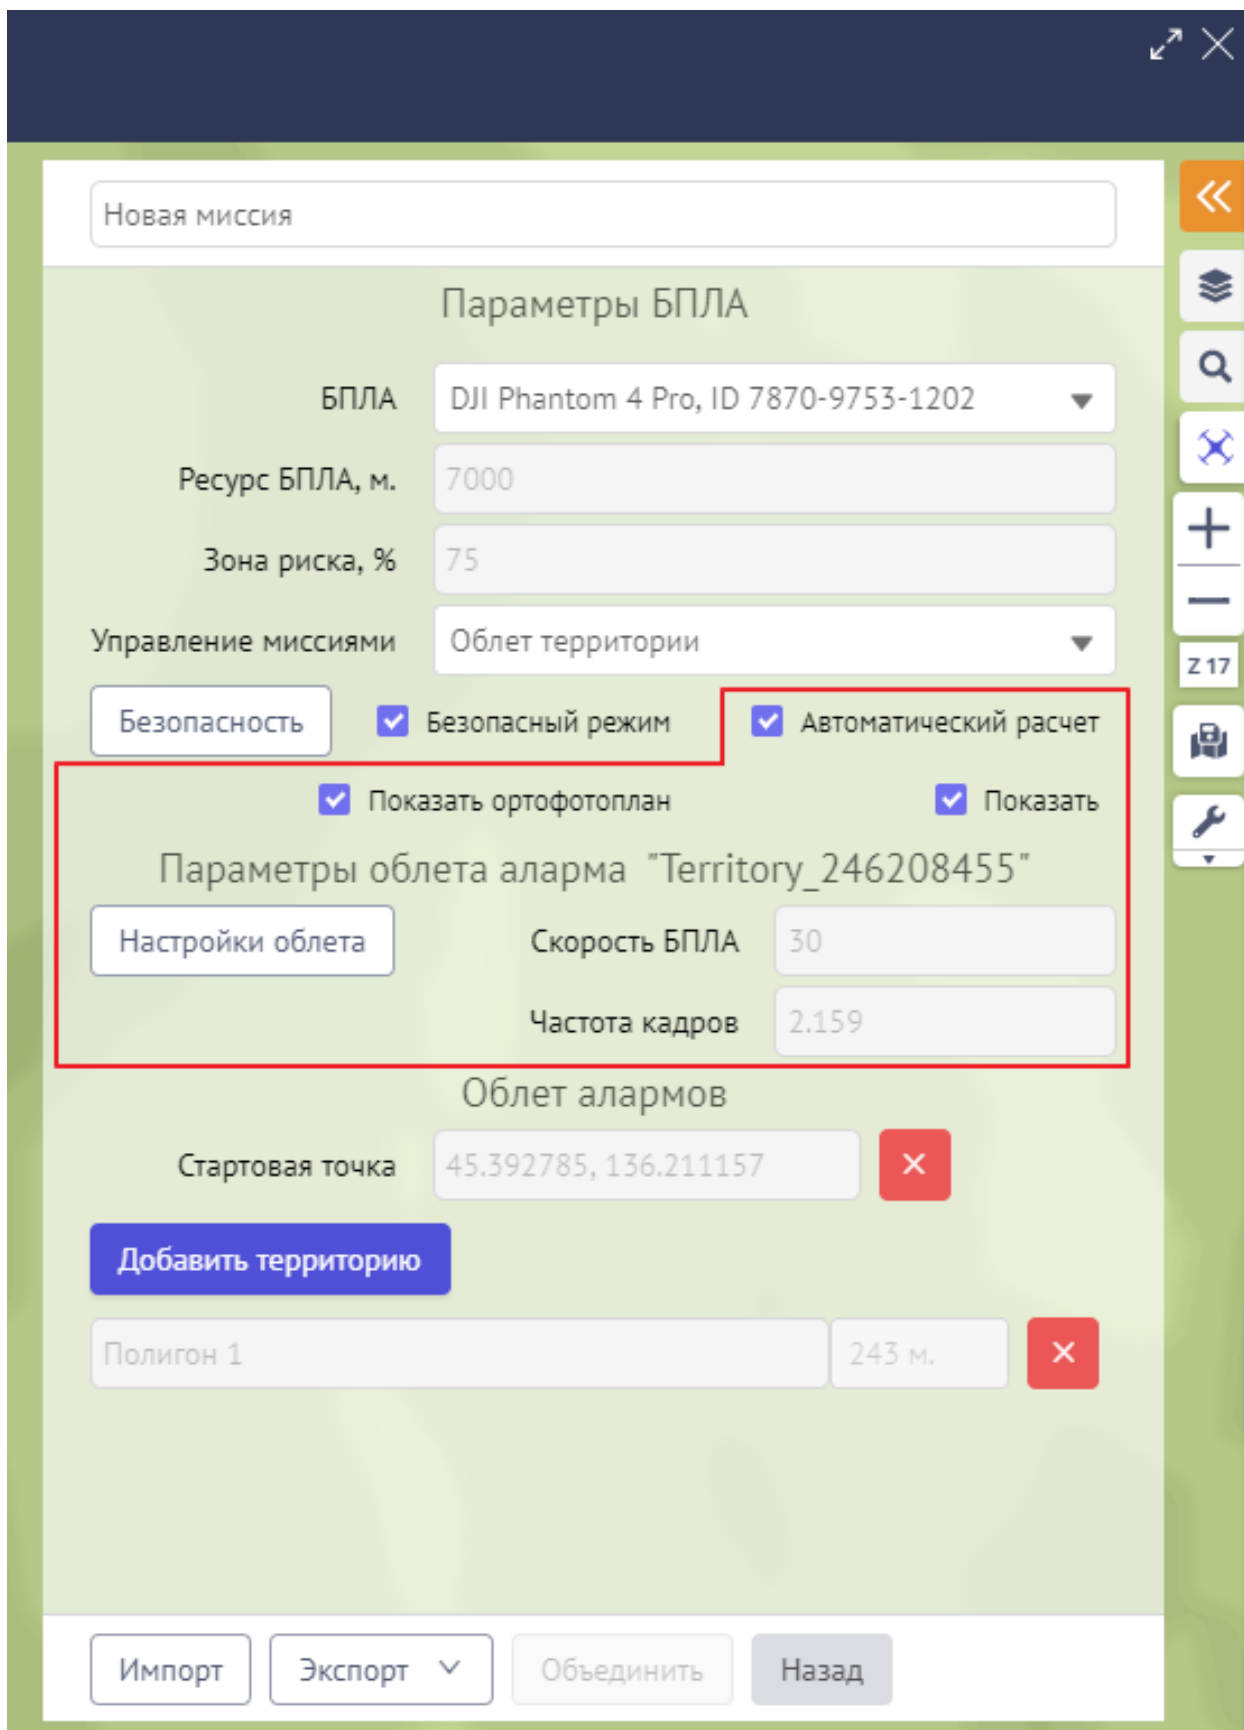 Новая миссия
Параметры БПЛА
БПЛА DJI Phantom 4 Pro, ID 7870-9753-1202
Ресурс БПЛА, м. 7000
Зона риска, % 75
Управление миссиями Облет территории
Z 17
Безопасность Безопасный режим Автоматический расчет
Показать ортофотоплан Показать
Параметры облета аларма "Territory_246208455"
Настройки облета Скорость БПЛА 30
Частота кадров 2.159
Облет алармов
Стартовая точка 45.392785, 136.211157
Добавить территорию
Полигон 1 243 м.
Импорт Экспорт Объединить Назад